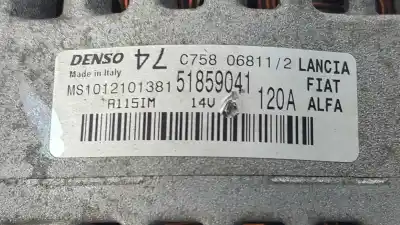 DENSO 74 C758 06811/2 LANCIA
Made in Italy 51859041 FIAT
MS1012101381 120A ALFA
A115IM 14V